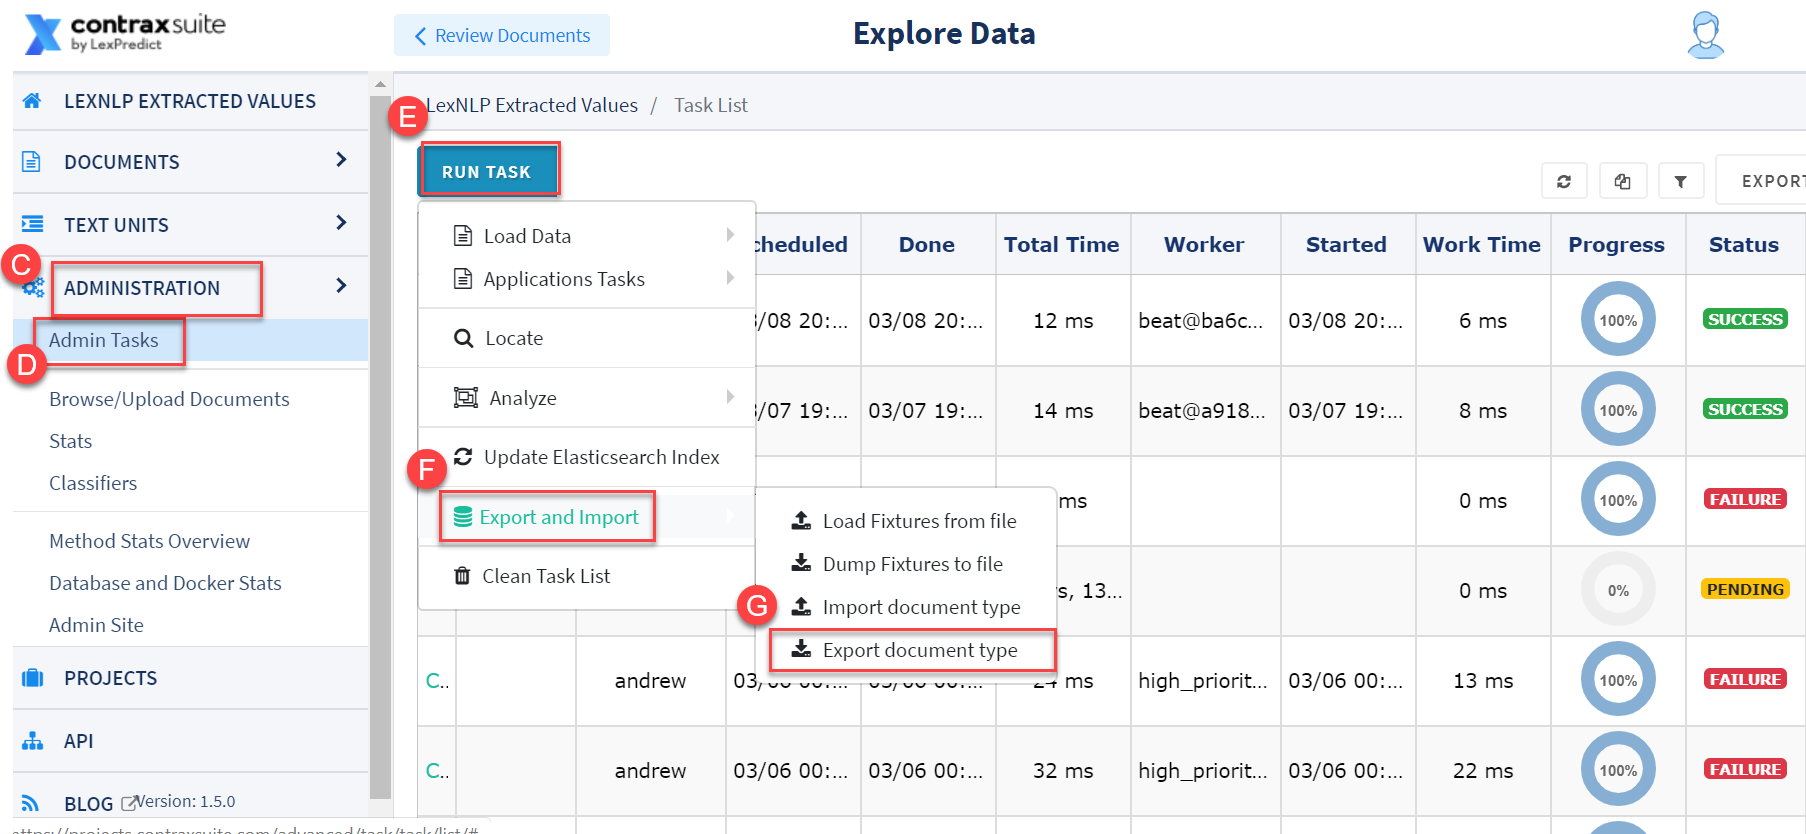 contraxsuite
by LexPredict
Review Documents
Explore Data
LEXNLP EXTRACTED VALUES
DOCUMENTS
TEXT UNITS
C
ADMINISTRATION
D
Admin Tasks
Browse/Upload Documents
Stats
Classifiers
Method Stats Overview
Database and Docker Stats
Admin Site
PROJECTS
API
BLOG
Version: 1.5.0
E
LexNLP Extracted Values / Task List
RUN TASK
EXPORT
Load Data
Applications Tasks
Locate
Analyze
Update Elasticsearch Index
F
Export and Import
Clean Task List
Load Fixtures from file
Dump Fixtures to file
G
Import document type
Export document type
cheduled Done Total Time Worker Started Work Time Progress Status
/08 20:... 03/08 20:... 12 ms beat@ba6c... 03/08 20:... 6 ms 100% SUCCESS
/07 19:... 03/07 19:... 14 ms beat@a918... 03/07 19:... 8 ms 100% SUCCESS
ms 0 ms 100% FAILURE
s, 13... 0 ms 0% PENDING
C.. andrew 03/06 00:... 03/06 00:... 24 ms high_priorit... 03/06 00:... 13 ms 100% FAILURE
C.. andrew 03/06 00:... 03/06 00:... 32 ms high_priorit... 03/06 00:... 22 ms 100% FAILURE
https://projects.contraxsuite.com/advanced/task/task/list/#